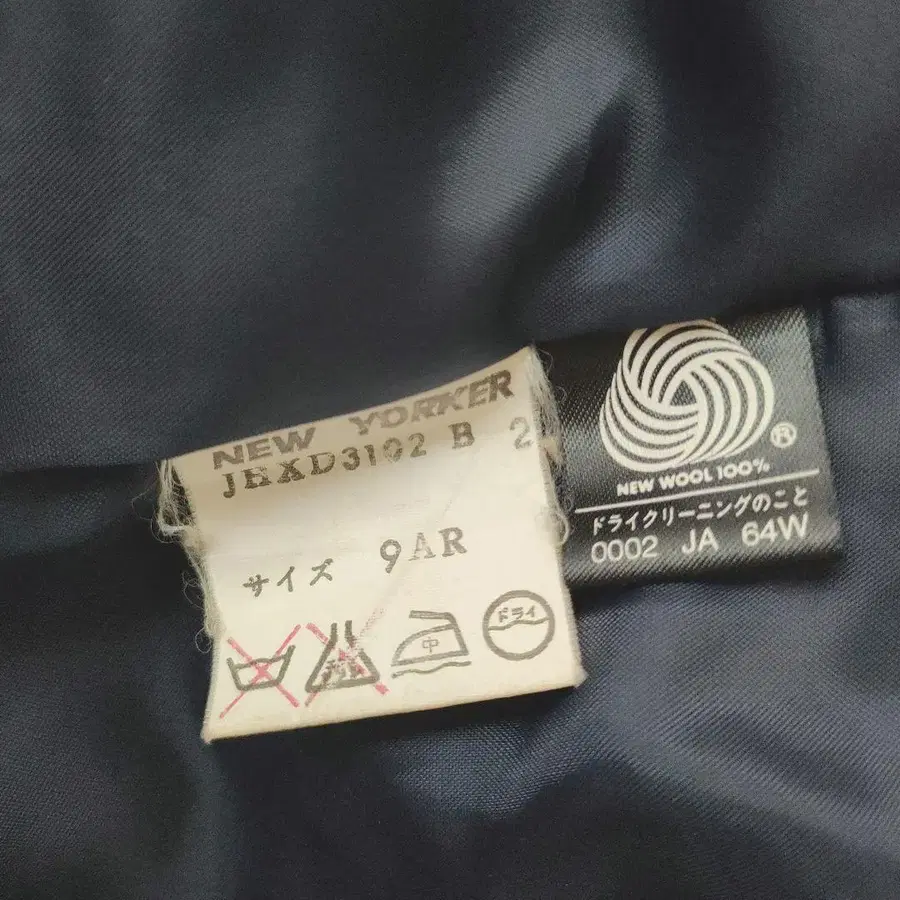 NEW YORKER
JHXD3102 B 2
サイズ 9AR
中
ドライ
NEW WOOL 100%
ドライクリーニングのこと
0002 JA 64W